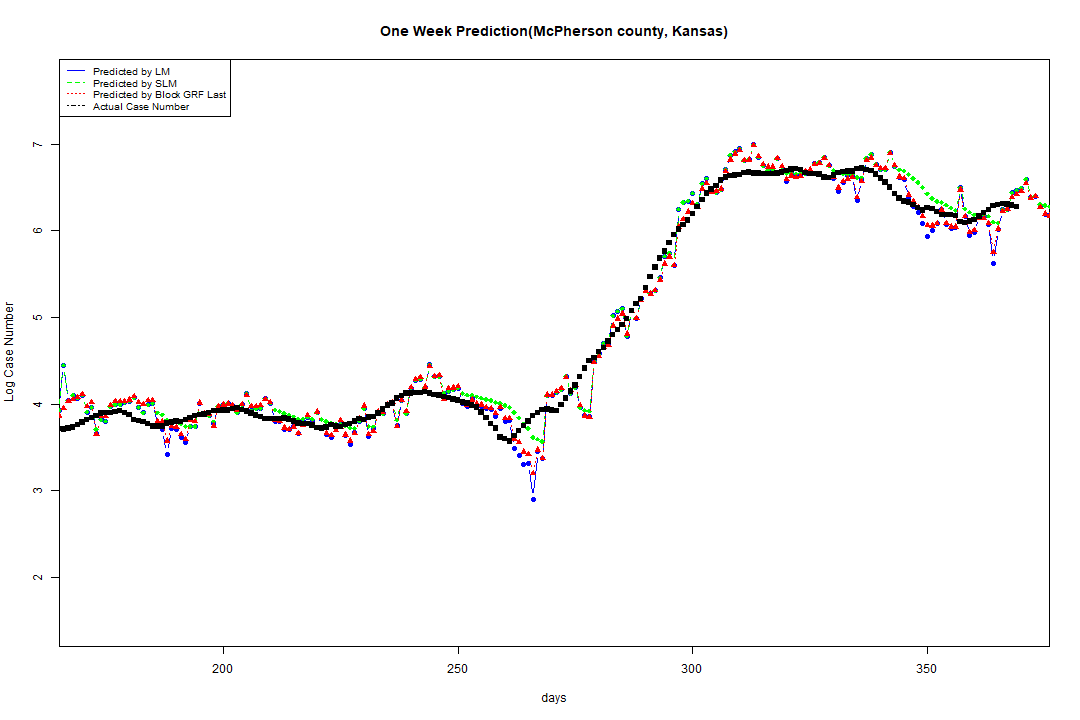 One Week Prediction(McPherson county, Kansas)
Predicted by LM
Predicted by SLM
Predicted by Block GRF Last
Actual Case Number
7
6
5
4
3
2
Log Case Number
200 250 300 350
days